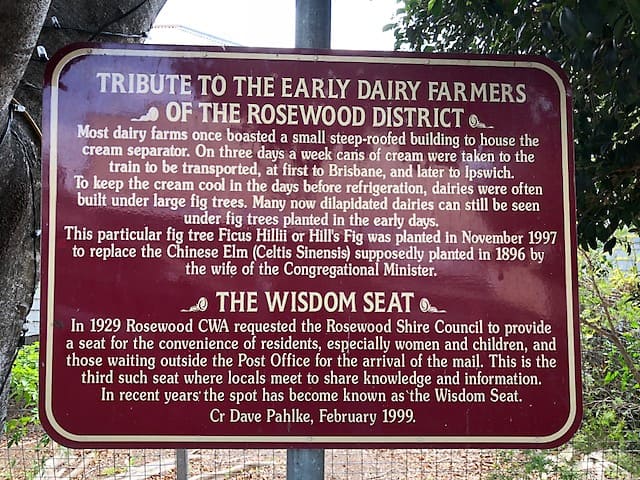 TRIBUTE TO THE EARLY DAIRY FARMERS
OF THE ROSEWOOD DISTRICT
Most dairy farms once boasted a small steep-roofed building to house the
cream separator. On three days a week cans of cream were taken to the
train to be transported, at first to Brisbane, and later to Ipswich.
To keep the cream cool in the days before refrigeration, dairies were often
built under large fig trees. Many now dilapidated dairies can still be seen
under fig trees planted in the early days.
This particular fig tree Ficus Hillii or Hill's Fig was planted in November 1997
to replace the Chinese Elm (Celtis Sinensis) supposedly planted in 1896 by
the wife of the Congregational Minister.
THE WISDOM SEAT
In 1929 Rosewood CWA requested the Rosewood Shire Council to provide
a seat for the convenience of residents, especially women and children, and
those waiting outside the Post Office for the arrival of the mail. This is the
third such seat where locals meet to share knowledge and information.
In recent years the spot has become known as the Wisdom Seat.
Cr Dave Pahlke, February 1999.